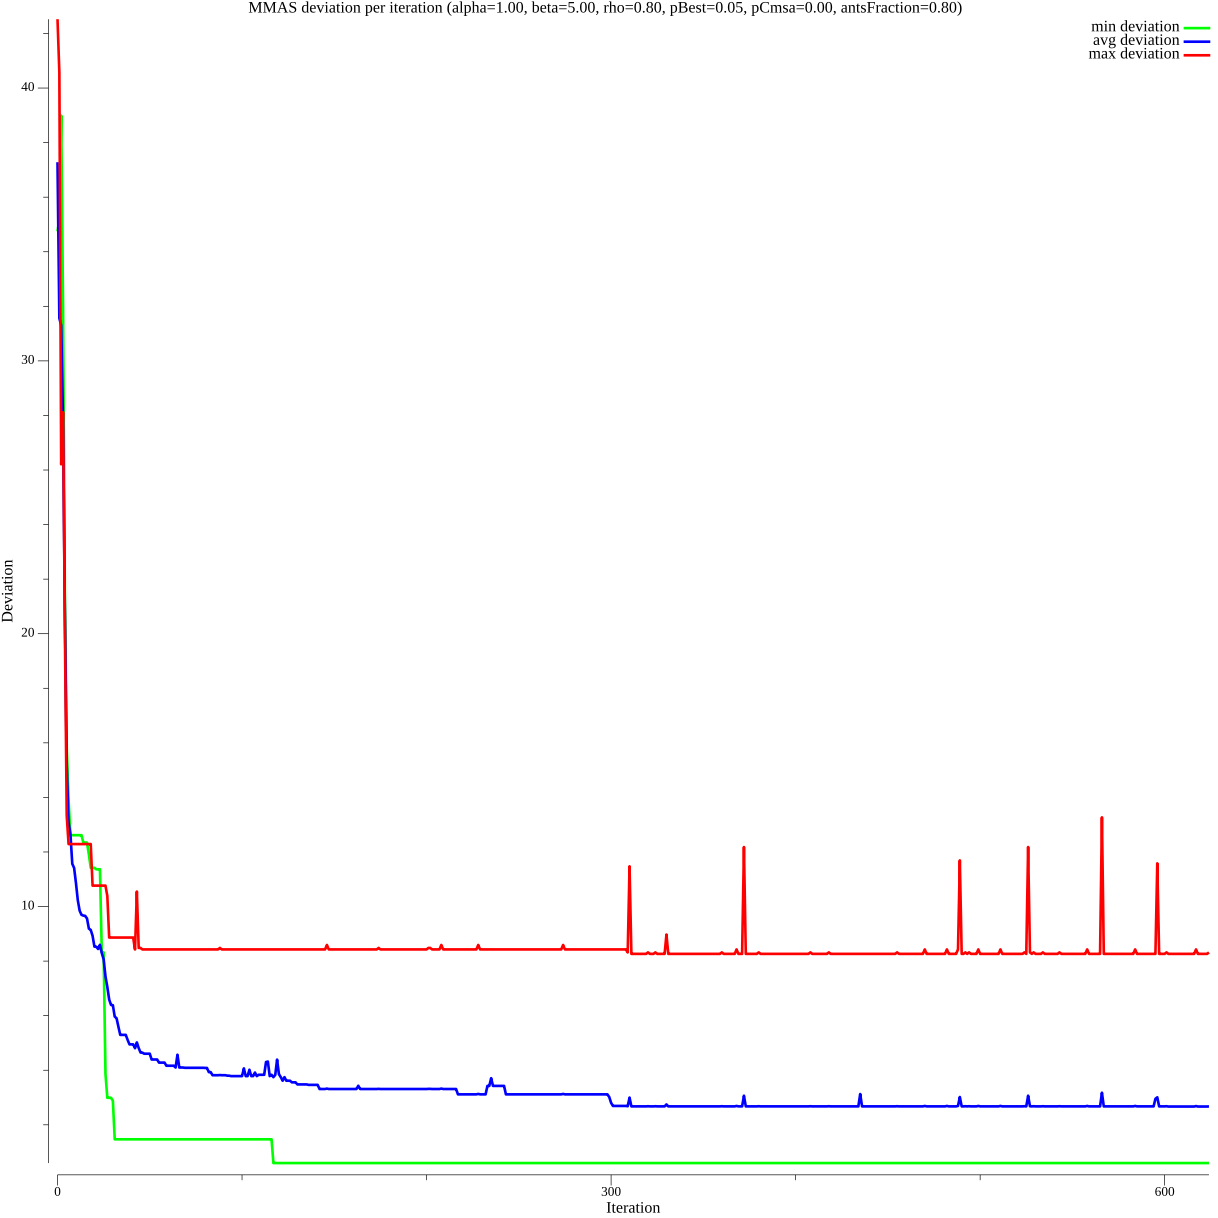 MMAS deviation per iteration (alpha=1.00, beta=5.00, rho=0.80, pBest=0.05, pCmsa=0.00, antsFraction=0.80)
min deviation
avg deviation
max deviation
40
30
20
10
Deviation
0
300
600
Iteration